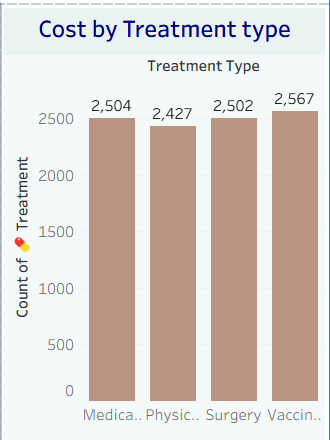 Cost by Treatment type
Treatment Type
2,504 2,427 2,502 2,567
2500
2000
1500
1000
500
0
Count of 💊 Treatment
Medica.. Physic.. Surgery Vaccin..